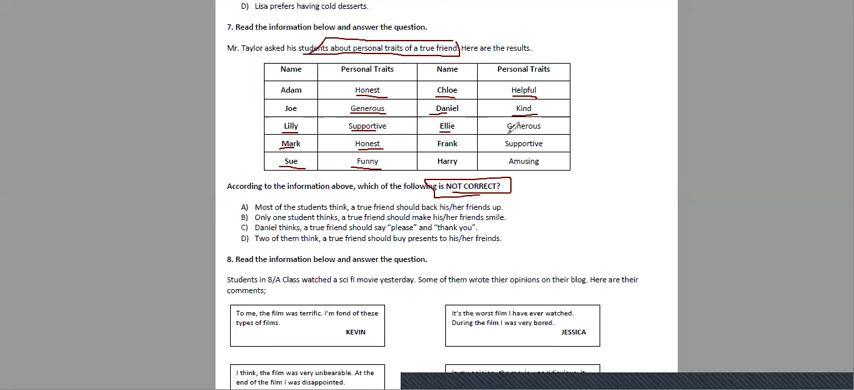 D) Lisa prefers having cold desserts.
7. Read the information below and answer the question.
Mr. Taylor asked his students about personal traits of a true friend. Here are the results.
Name Personal Traits Name Personal Traits
Adam Honest Chloe Helpful
Joe Generous Daniel Kind
Lilly Supportive Ellie Generous
Mark Honest Frank Supportive
Sue Funny Harry Amusing
According to the information above, which of the following is NOT CORRECT?
A) Most of the students think, a true friend should back his/her friends up.
B) Only one student thinks, a true friend should make his/her friends smile.
C) Daniel thinks, a true friend should say “please” and “thank you”.
D) Two of them think, a true friend should buy presents to his/her freinds.
8. Read the information below and answer the question.
Students in 8/A Class watched a sci fi movie yesterday. Some of them wrote thier opinions on their blog. Here are their
comments;
To me, the film was terrific. I'm fond of these
types of films.
KEVIN
It's the worst film I have ever watched.
During the film I was very bored.
JESSICA
I think, the film was very unbearable. At the
end of the film I was disappointed.